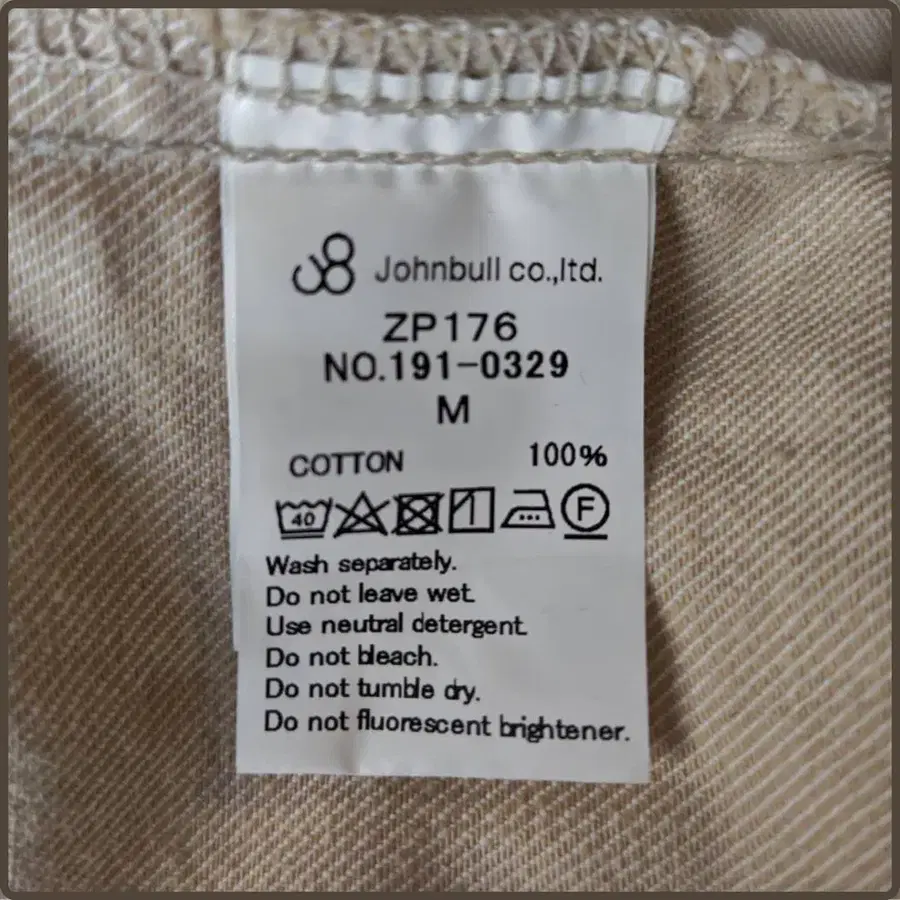 Johnbull co.,ltd.
ZP176
NO.191-0329
M
COTTON 100%
40 F
Wash separately.
Do not leave wet.
Use neutral detergent.
Do not bleach.
Do not tumble dry.
Do not fluorescent brightener.